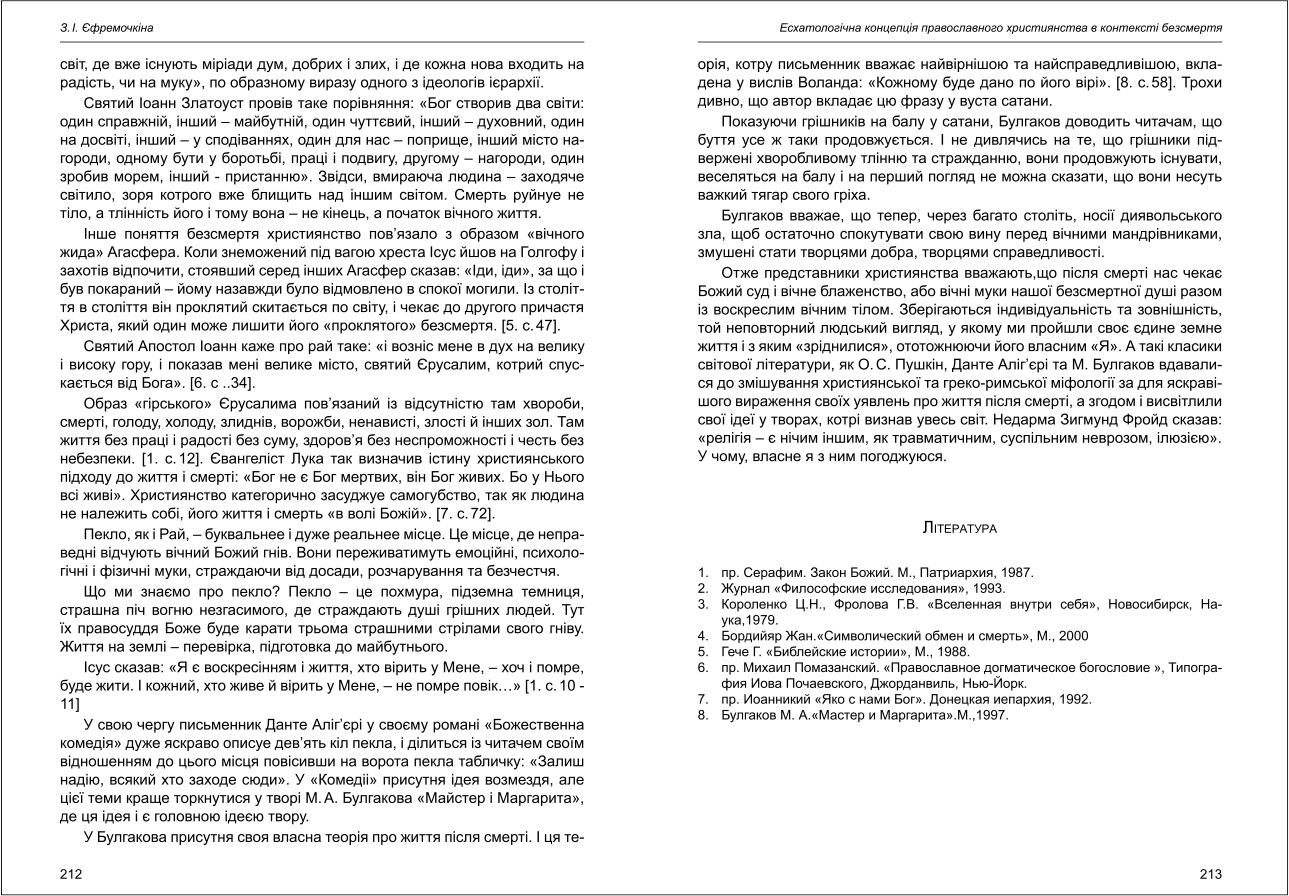 З. І. Єфремочкіна
світ, де вже існують міріади дум, добрих і злих, і де кожна нова входить на
радість, чи на муку», по образному виразу одного з ідеологів ієрархії.
Святий Іоанн Златоуст провів таке порівняння: «Бог створив два світи:
один справжній, інший – майбутній, один чуттєвий, інший – духовний, один
на досвіті, інший – у сподіваннях, один для нас – поприще, інший місто на-
городи, одному бути у боротьбі, праці і подвигу, другому – нагороди, один
зробив морем, інший - пристанню». Звідси, вмираюча людина – заходяче
світило, зоря котрого вже блищить над іншим світом. Смерть руйнує не
тіло, а тлінність його і тому вона – не кінець, а початок вічного життя.
Інше поняття безсмертя християнство пов’язало з образом «вічного
жида» Агасфера. Коли знеможений під вагою хреста Ісус йшов на Голгофу і
захотів відпочити, стоявший серед інших Агасфер сказав: «Іди, іди», за що і
був покараний – йому назавжди було відмовлено в спокої могили. Із століт-
тя в століття він проклятий скитається по світу, і чекає до другого причастя
Христа, який один може лишити його «проклятого» безсмертя. [5. с. 47].
Святий Апостол Іоанн каже про рай таке: «і возніс мене в дух на велику
і високу гору, і показав мені велике місто, святий Єрусалим, котрий спус-
кається від Бога». [6. с ..34].
Образ «гірського» Єрусалима пов’язаний із відсутністю там хвороби,
смерті, голоду, холоду, злиднів, ворожби, ненависті, злості й інших зол. Там
життя без праці і радості без суму, здоров’я без неспроможності і честь без
небезпеки. [1. с. 12]. Євангеліст Лука так визначив істину християнського
підходу до життя і смерті: «Бог не є Бог мертвих, він Бог живих. Бо у Нього
всі живі». Християнство категорично засуджує самогубство, так як людина
не належить собі, його життя і смерть «в волі Божій». [7. с. 72].
Пекло, як і Рай, – буквальнее і дуже реальнее місце. Це місце, де непра-
ведні відчують вічний Божий гнів. Вони переживатимуть емоційні, психоло-
гічні і фізичні муки, страждаючи від досади, розчарування та безчестчя.
Що ми знаємо про пекло? Пекло – це похмура, підземна темниця,
страшна піч вогню незгасимого, де страждають душі грішних людей. Тут
їх правосуддя Боже буде карати трьома страшними стрілами свого гніву.
Життя на землі – перевірка, підготовка до майбутнього.
Ісус сказав: «Я є воскресінням і життя, хто вірить у Мене, – хоч і помре,
буде жити. І кожний, хто живе й вірить у Мене, – не помре повік…» [1. с. 10 -
11]
У свою чергу письменник Данте Аліг’єрі у своєму романі «Божественна
комедія» дуже яскраво описуе дев’ять кіл пекла, і ділиться із читачем своїм
відношенням до цього місця повісивши на ворота пекла табличку: «Залиш
надію, всякий хто заходе сюди». У «Комедії» присутня ідея возмездя, але
цієї теми краще торкнутися у творі М. А. Булгакова «Майстер і Маргарита»,
де ця ідея і є головною ідеєю твору.
У Булгакова присутня своя власна теорія про життя після смерті. І ця те-
212
Есхатологічна концепція православного християнства в контексті безсмертя
орія, котру письменник вважає найвірнішою та найсправедливішою, вкла-
дена у вислів Воланда: «Кожному буде дано по його вірі». [8. с. 58]. Трохи
дивно, що автор вкладає цю фразу у вуста сатани.
Показуючи грішників на балу у сатани, Булгаков доводить читачам, що
буття усе ж таки продовжується. І не дивлячись на те, що грішники під-
вержені хворобливому тлінню та стражданню, вони продовжують існувати,
веселяться на балу і на перший погляд не можна сказати, що вони несуть
важкий тягар свого гріха.
Булгаков вважае, що тепер, через багато століть, носії диявольського
зла, щоб остаточно спокутувати свою вину перед вічними мандрівниками,
змушені стати творцями добра, творцями справедливості.
Отже представники християнства вважають,що після смерті нас чекає
Божий суд і вічне блаженство, або вічні муки нашої безсмертної душі разом
із воскреслим вічним тілом. Зберігаються індивідуальність та зовнішність,
той неповторний людський вигляд, у якому ми пройшли своє єдине земне
життя і з яким «зріднилися», ототожнюючи його власним «Я». А такі класики
світової літератури, як О. С. Пушкін, Данте Аліг’єрі та М. Булгаков вдавали-
ся до змішування християнської та греко-римської міфології за для яскраві-
шого вираження своїх уявлень про життя після смерті, а згодом і висвітлили
свої ідеї у творах, котрі визнав увесь світ. Недарма Зигмунд Фройд сказав:
«релігія – є нічим іншим, як травматичним, суспільним неврозом, ілюзією».
У чому, власне я з ним погоджуюся.
Література
1. пр. Серафим. Закон Божий. М., Патриархия, 1987.
2. Журнал «Философские исследования», 1993.
3. Короленко Ц.Н., Фролова Г.В. «Вселенная внутри себя», Новосибирск, На-
ука,1979.
4. Бордийяр Жан.«Символический обмен и смерть», М., 2000
5. Гече Г. «Библейские истории», М., 1988.
6. пр. Михаил Помазанский. «Православное догматическое богословие », Типогра-
фия Иова Почаевского, Джорданвиль, Нью-Йорк.
7. пр. Иоанникий «Яко с нами Бог». Донецкая иепархия, 1992.
8. Булгаков М. А.«Мастер и Маргарита».М.,1997.
213